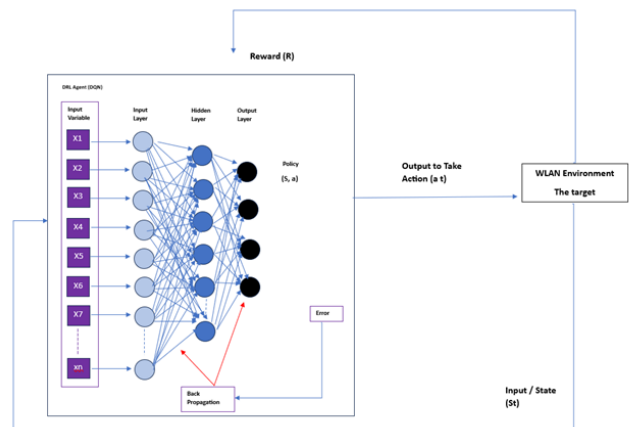 Reward (R)
DRL Agent (DQN)
Input
Variable
Input
Layer
Hidden
Layer
Output
Layer
X1
X2
X3
X4
X5
X6
X7
xn
Policy
(S, a)
Error
Back
Propagation
Output to Take
Action (a t)
WLAN Environment
The target
Input / State
(St)